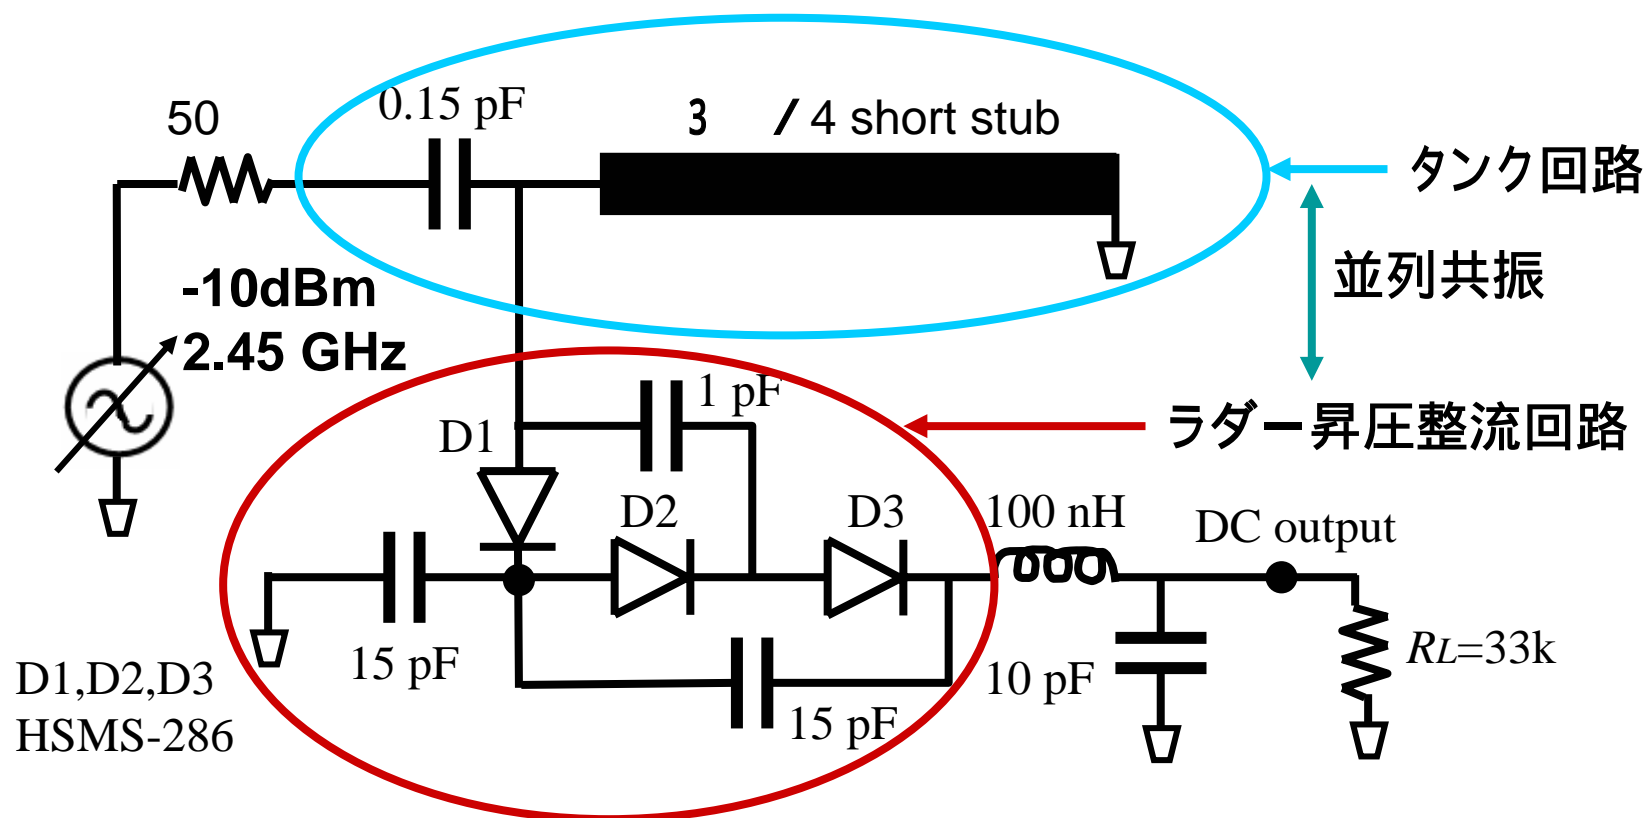 50
0.15 pF
3 / 4 short stub
タンク回路
並列共振
-10dBm
2.45 GHz
1 pF
ラダー昇圧整流回路
D1
D2
D3
100 nH
DC output
15 pF
10 pF
RL=33k
D1,D2,D3
HSMS-286
15 pF